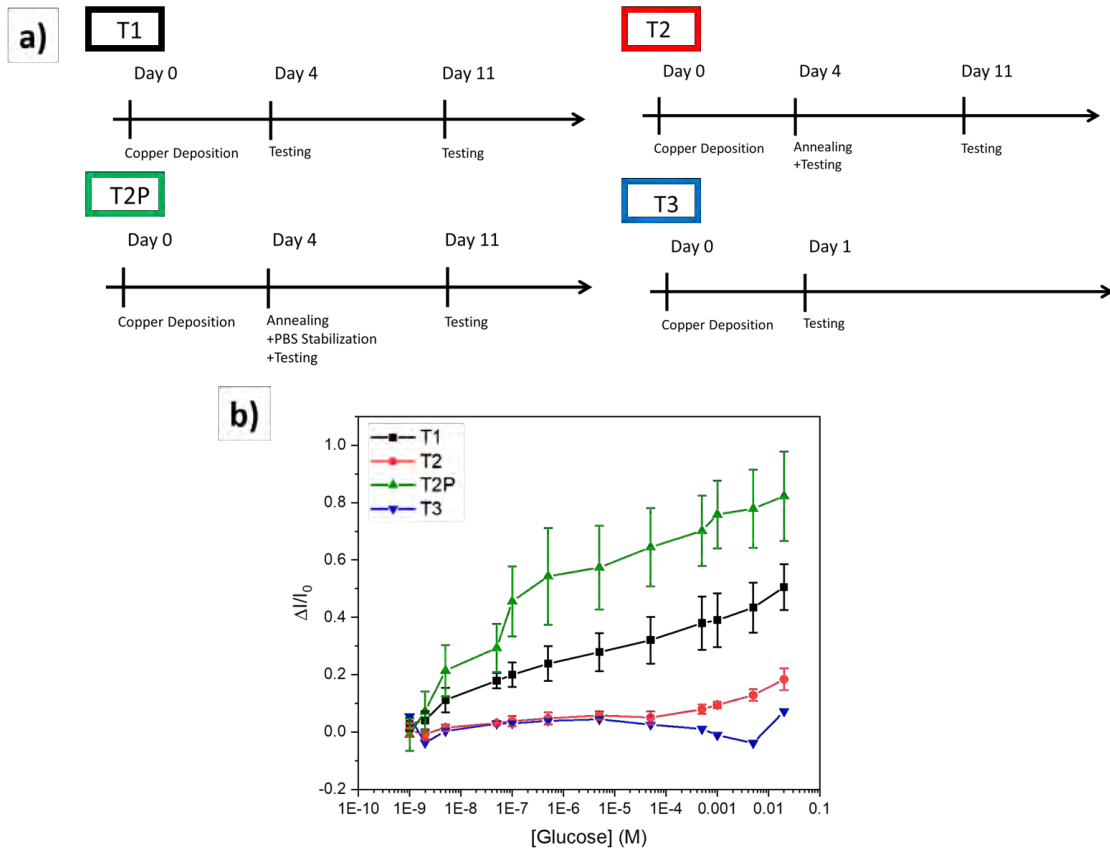 a)
T1
Day 0 Day 4 Day 11
Copper Deposition Testing Testing
T2
Day 0 Day 4 Day 11
Copper Deposition Annealing Testing
+Testing
T2P
Day 0 Day 4 Day 11
Copper Deposition Annealing Testing
+PBS Stabilization
+Testing
T3
Day 0 Day 1
Copper Deposition Testing
b)
T1
T2
T2P
T3
1.0
0.8
0.6
0.4
0.2
0.0
-0.2
ΔI/I₀
1E-10 1E-9 1E-8 1E-7 1E-6 1E-5 1E-4 0.001 0.01 0.1
[Glucose] (M)